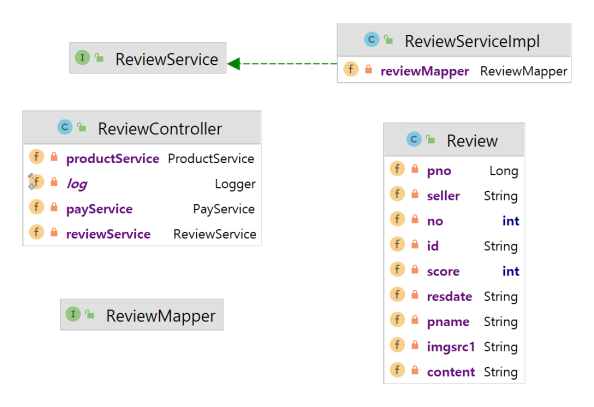 I ReviewService
C ReviewServiceImpl
f reviewMapper ReviewMapper
C ReviewController
f productService ProductService
f log Logger
f payService PayService
f reviewService ReviewService
C Review
f pno Long
f seller String
f no int
f id String
f score int
f resdate String
f pname String
f imgsrc1 String
f content String
I ReviewMapper